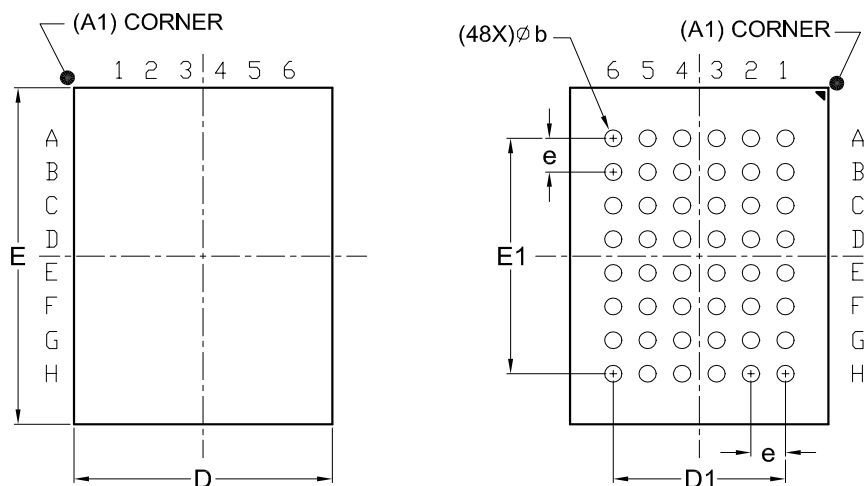 (A1) CORNER
1 2 3 4 5 6
A
B
C
D
E
F
G
H
E
D
(48X)⌀b
(A1) CORNER
6 5 4 3 2 1
A
B
C
D
E
F
G
H
e
E1
e
D1